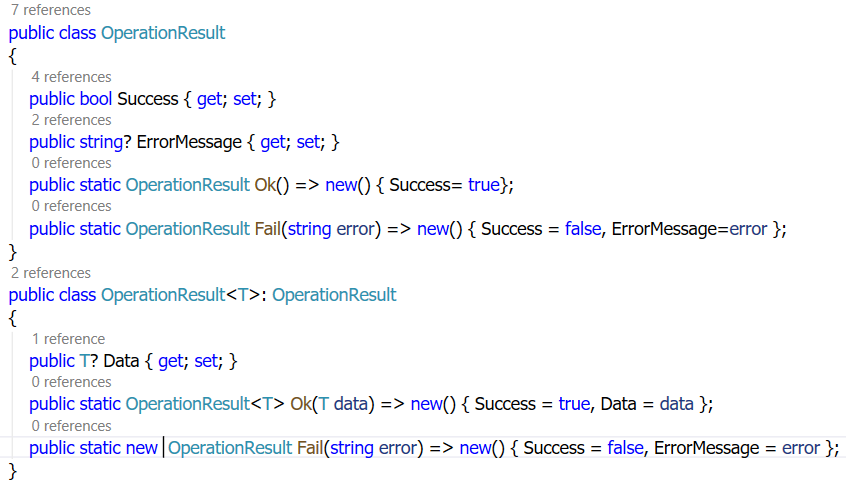 7 references
public class OperationResult
{
4 references
public bool Success { get; set; }
2 references
public string? ErrorMessage { get; set; }
0 references
public static OperationResult Ok() => new() { Success= true};
0 references
public static OperationResult Fail(string error) => new() { Success = false, ErrorMessage=error };
}
2 references
public class OperationResult<T>: OperationResult
{
1 reference
public T? Data { get; set; }
0 references
public static OperationResult<T> Ok(T data) => new() { Success = true, Data = data };
0 references
public static new OperationResult Fail(string error) => new() { Success = false, ErrorMessage = error };
}